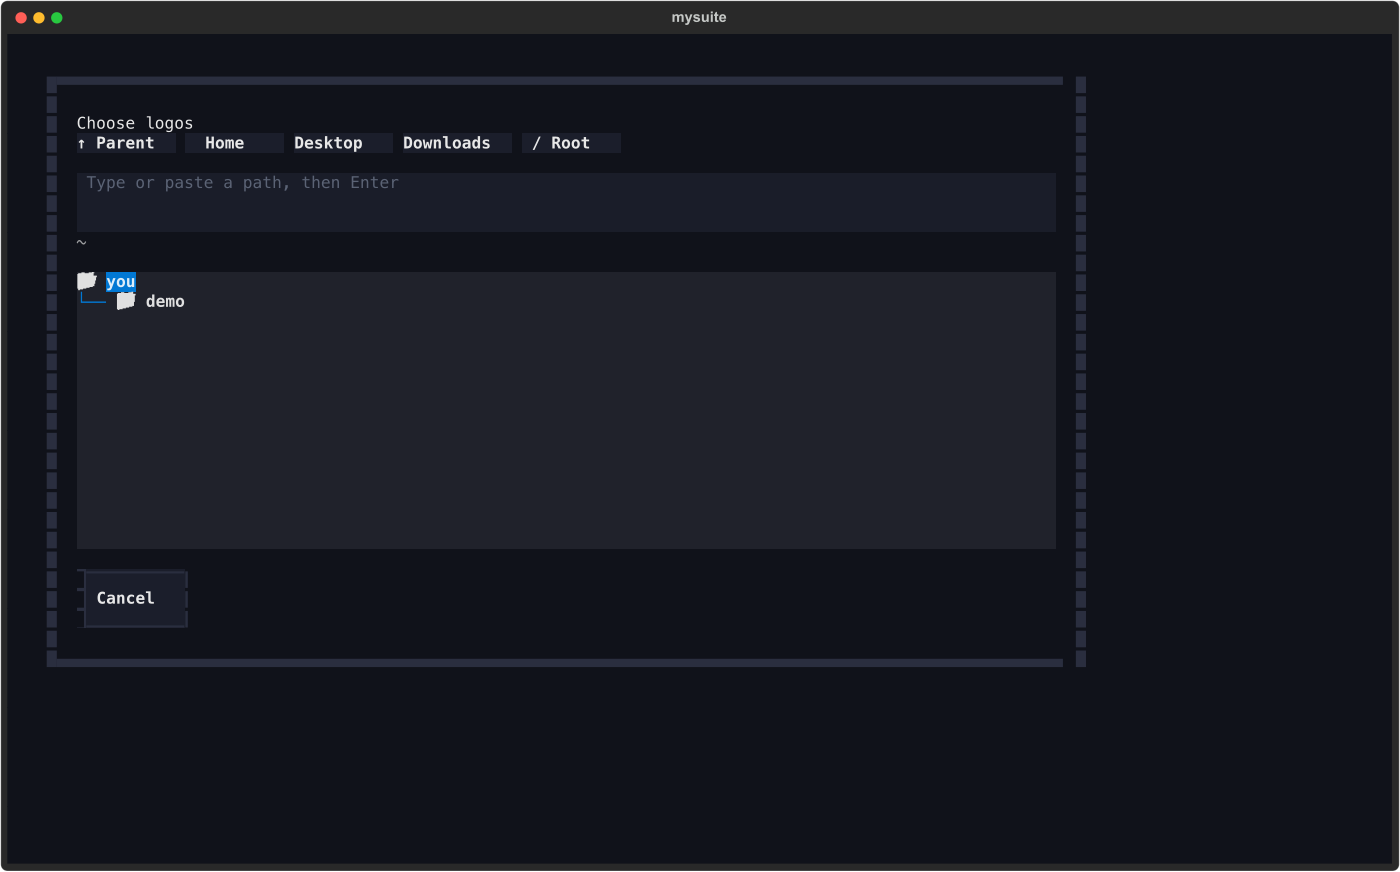 mysuite
Choose logos
↑ Parent Home Desktop Downloads / Root
Type or paste a path, then Enter
~
you
demo
Cancel